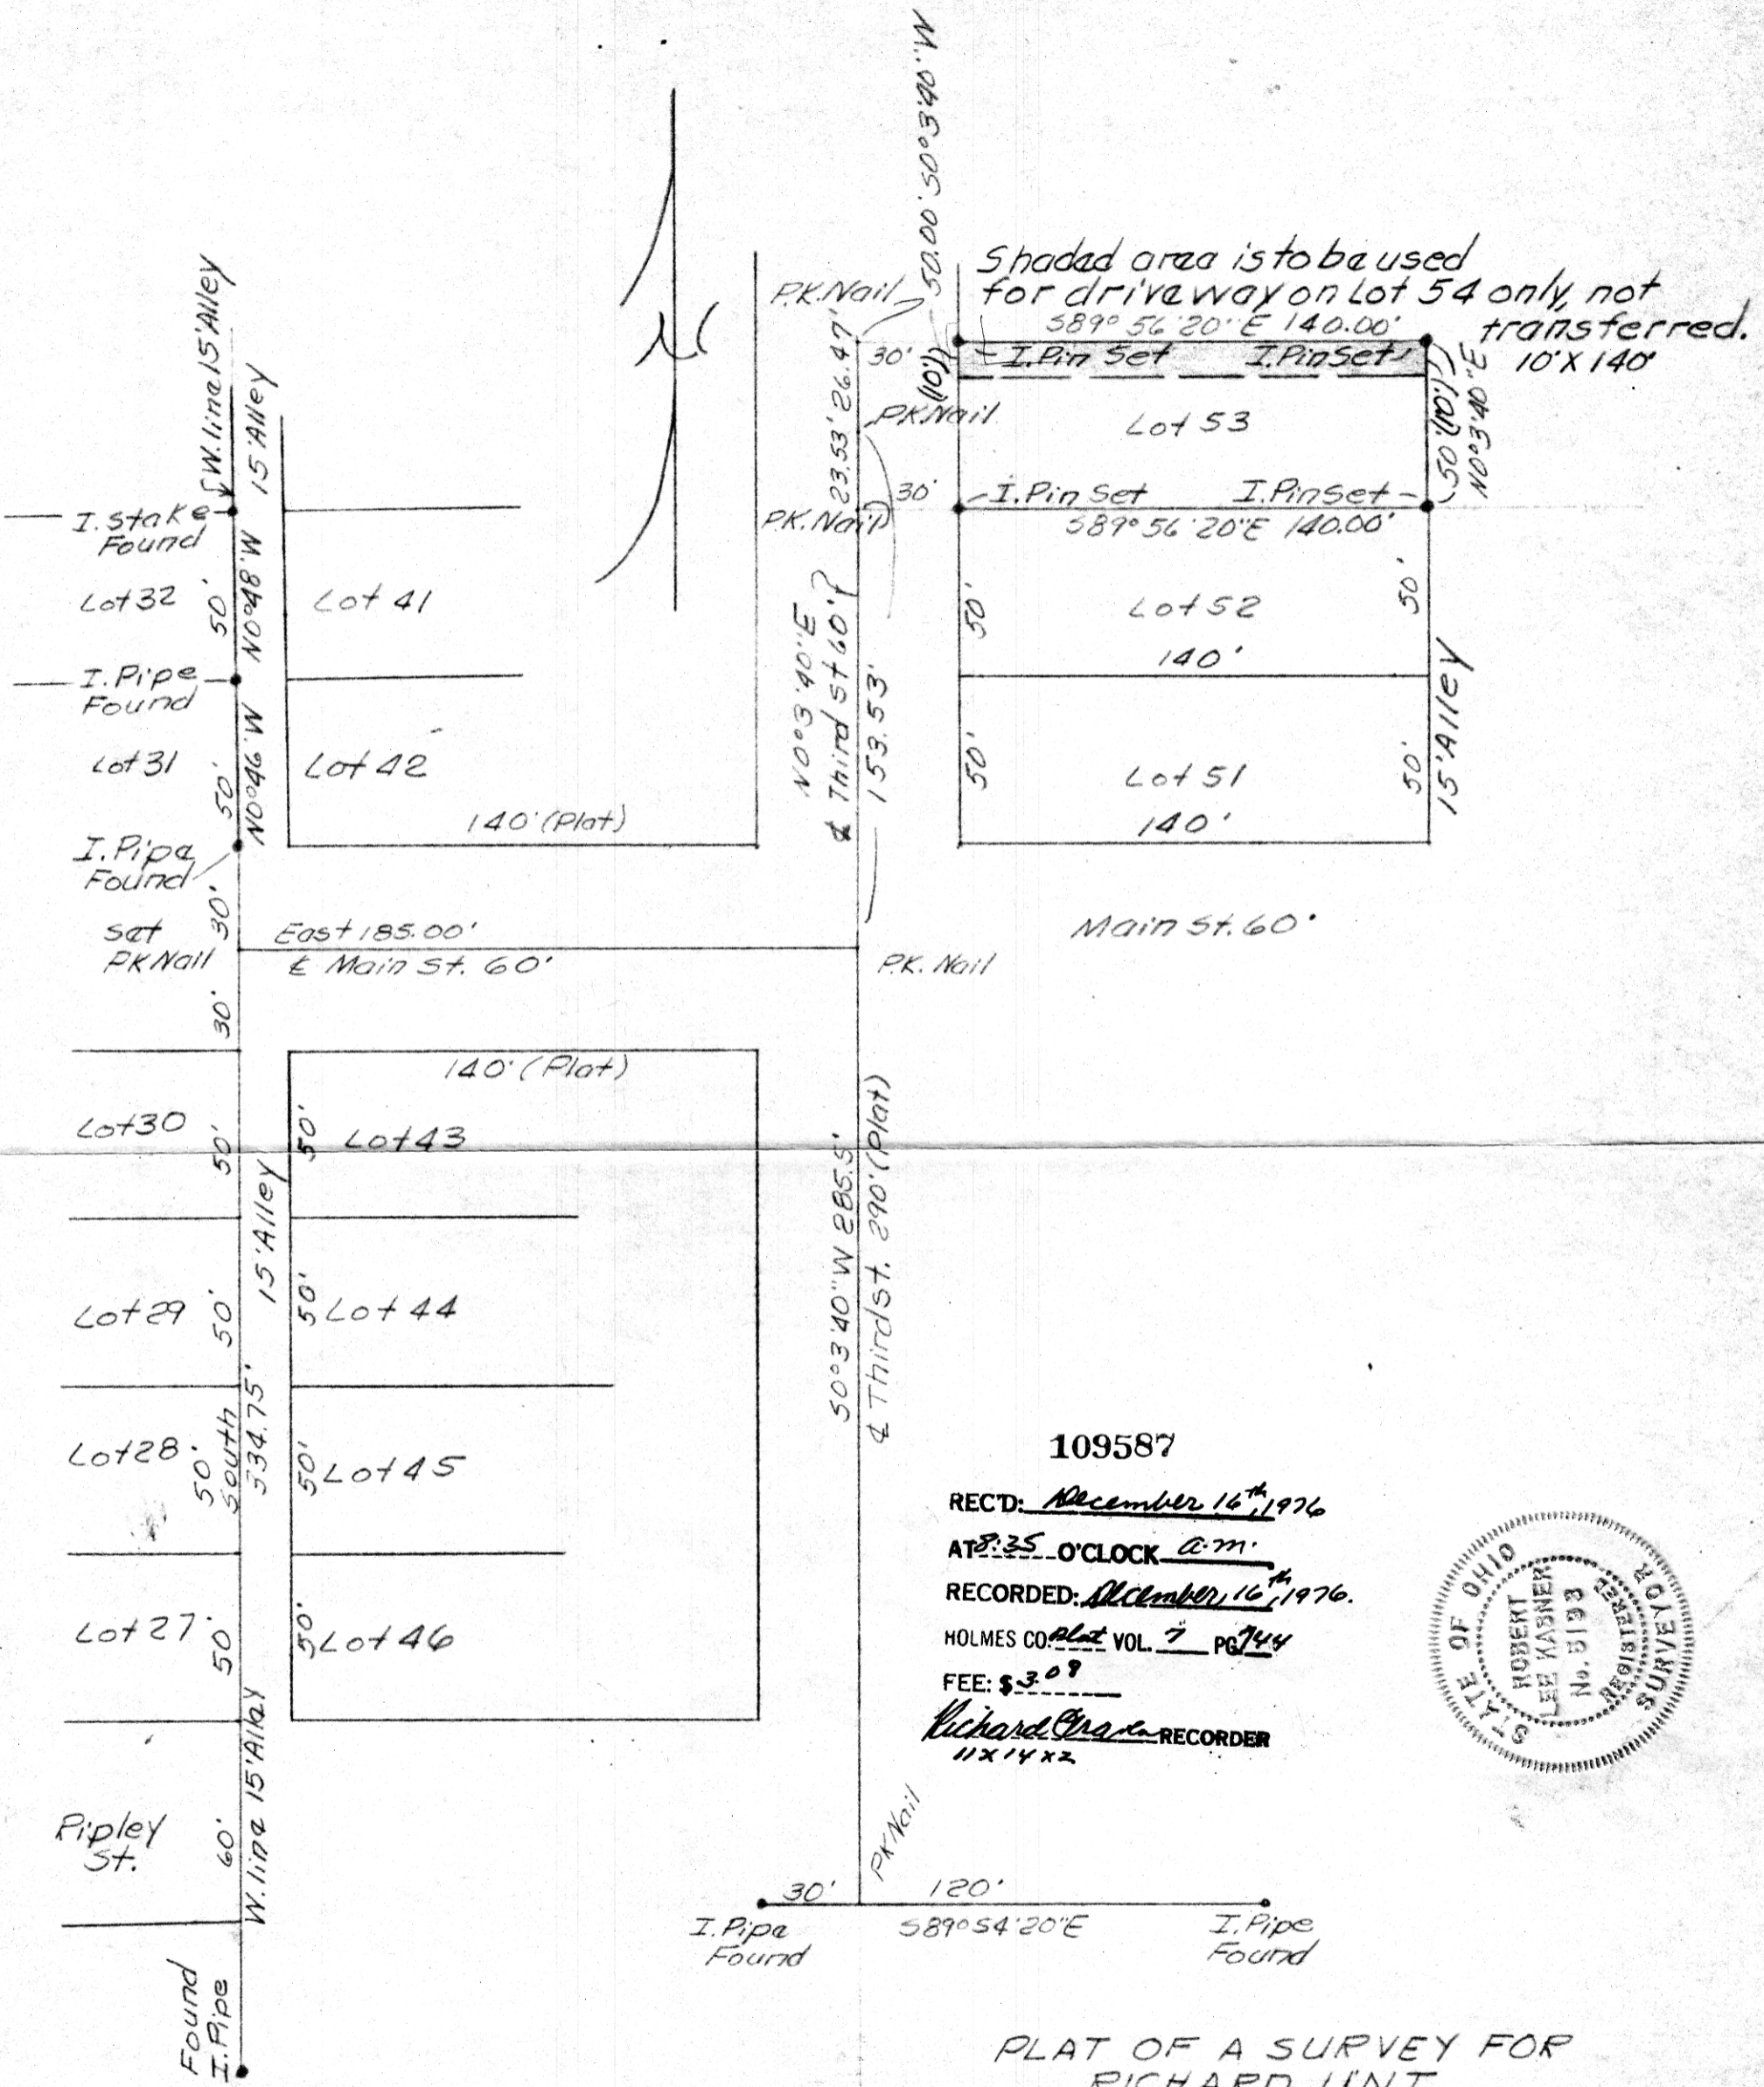 50.00' S0°3'40"W
Shaded area is to be used
for driveway on Lot 54 only, not
transferred.
10' X 140'
S89°56'20"E 140.00'
P.K. Nail
30'
(10')
I. Pin Set
I. Pin Set
26.47'
P.K. Nail
Lot 53
50' (10')
N0°3'40"E
23.53'
30'
P.K. Nail
I. Pin Set
I. Pin Set
S89°56'20"E 140.00'
W. line 15' Alley
15' Alley
I. stake
Found
Lot 32
50'
N0°48'W
Lot 41
I. Pipe
Found
Lot 31
50'
N0°46'W
Lot 42
140' (Plat)
I. Pipe
Found
N0°3'40"E
℄ Third St 60'
153.53'
50'
Lot 52
50'
140'
50'
Lot 51
50'
140'
15' Alley
30'
Set
PK Nail
East 185.00'
℄ Main St. 60'
P.K. Nail
Main St. 60'
30'
140' (Plat)
Lot 30
50'
50'
Lot 43
15' Alley
Lot 29
50'
50'
Lot 44
Lot 28
50'
South
334.75'
50'
Lot 45
Lot 27
50'
50'
Lot 46
S0°3'40"W 285.5'
℄ Third St. 290' (Plat)
Ripley
St.
60'
W. line 15' Alley
Found
I. Pipe
PK Nail
30'
120'
I. Pipe
Found
S89°54'20"E
I. Pipe
Found
109587
REC'D: December 16th, 1976
AT 8:35 O'CLOCK a.m.
RECORDED: December 16th, 1976.
HOLMES CO. Plat VOL. 7 PG 744
FEE: $3.09
Richard Graven RECORDER
11 x 14 x 2
STATE OF OHIO
ROBERT
LEE KASNER
No. 5193
REGISTERED
SURVEYOR
PLAT OF A SURVEY FOR
RICHARD